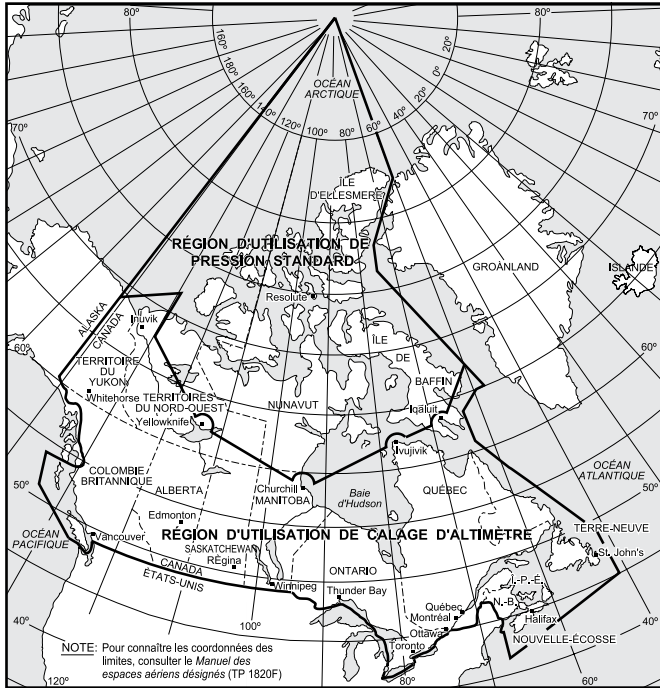 80°
80°
160°
160°
160°
160°
140°
140°
120°
100°
80°
60°
40°
20°
0°
20°
OCÉAN
ARCTIQUE
70°
70°
ÎLE
D'ELLESMERE
RÉGION D'UTILISATION DE
PRESSION STANDARD
GROÀNLAND
ISLANDE
Resolute
ALASKA
CANADA
Inuvik
ÎLE
DE
BAFFIN
60°
60°
TERRITOIRE
DU
YUKON
Whitehorse
TERRITOIRES
DU NORD-OUEST
Yellowknife
NUNAVUT
Iqaluit
Ivujivik
COLOMBIE
BRITANNIQUE
ALBERTA
Churchill
MANITOBA
Baie
d'Hudson
QUÉBEC
OCÉAN
ATLANTIQUE
50°
50°
Edmonton
RÉGION D'UTILISATION DE CALAGE D'ALTIMÈTRE
TERRE-NEUVE
OCÉAN
PACIFIQUE
Vancouver
SASKATCHEWAN
RÊgina
St. John's
CANADA
ÉTATS-UNIS
Winnipeg
ONTARIO
Thunder Bay
I.-P.-É.
N.-B.
Québec
Montréal
Halifax
Ottawa
NOUVELLE-ÉCOSSE
Toronto
40°
40°
100°
NOTE: Pour connaître les coordonnées des
limites, consulter le Manuel des
espaces aériens désignés (TP 1820F)
120°
80°
60°